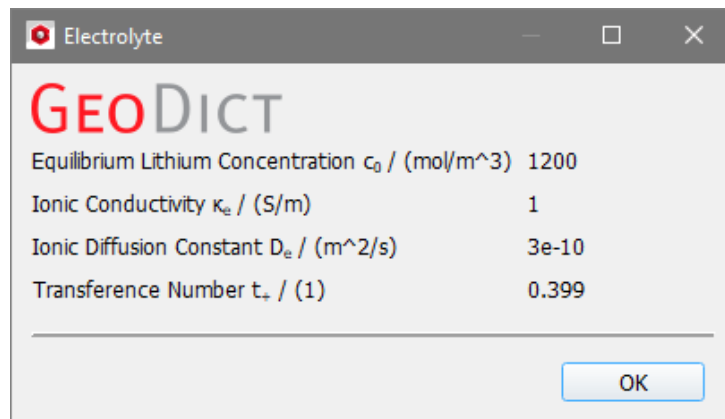 Electrolyte
GEODICT
Equilibrium Lithium Concentration c₀ / (mol/m^3) 1200
Ionic Conductivity κₑ / (S/m) 1
Ionic Diffusion Constant Dₑ / (m^2/s) 3e-10
Transference Number t₊ / (1) 0.399
OK